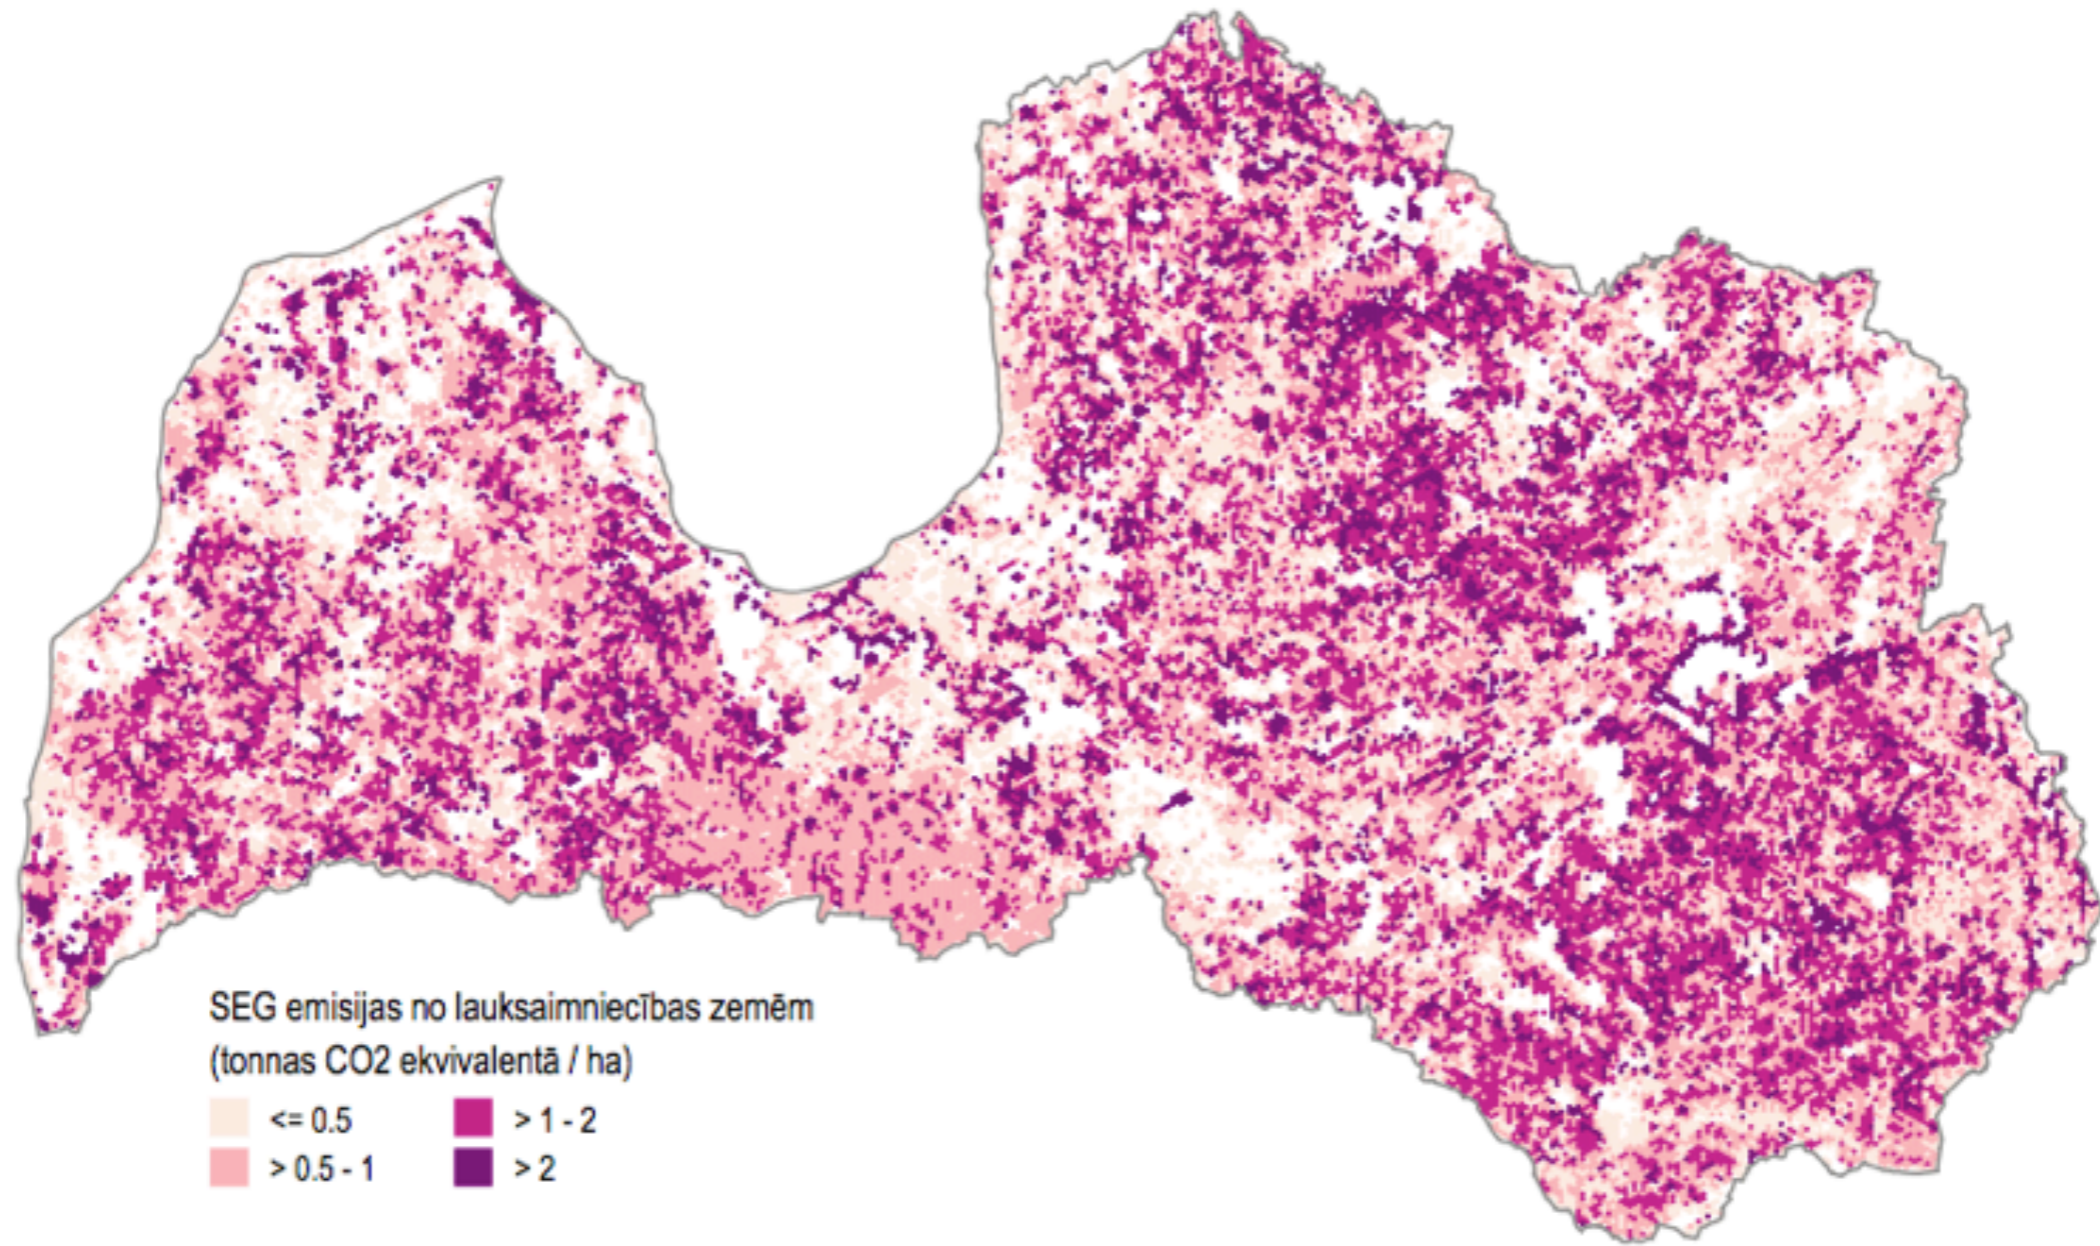 SEG emisijas no lauksaimniecības zemēm
(tonnas CO2 ekvivalentā / ha)
<= 0.5
> 1 - 2
> 0.5 - 1
> 2